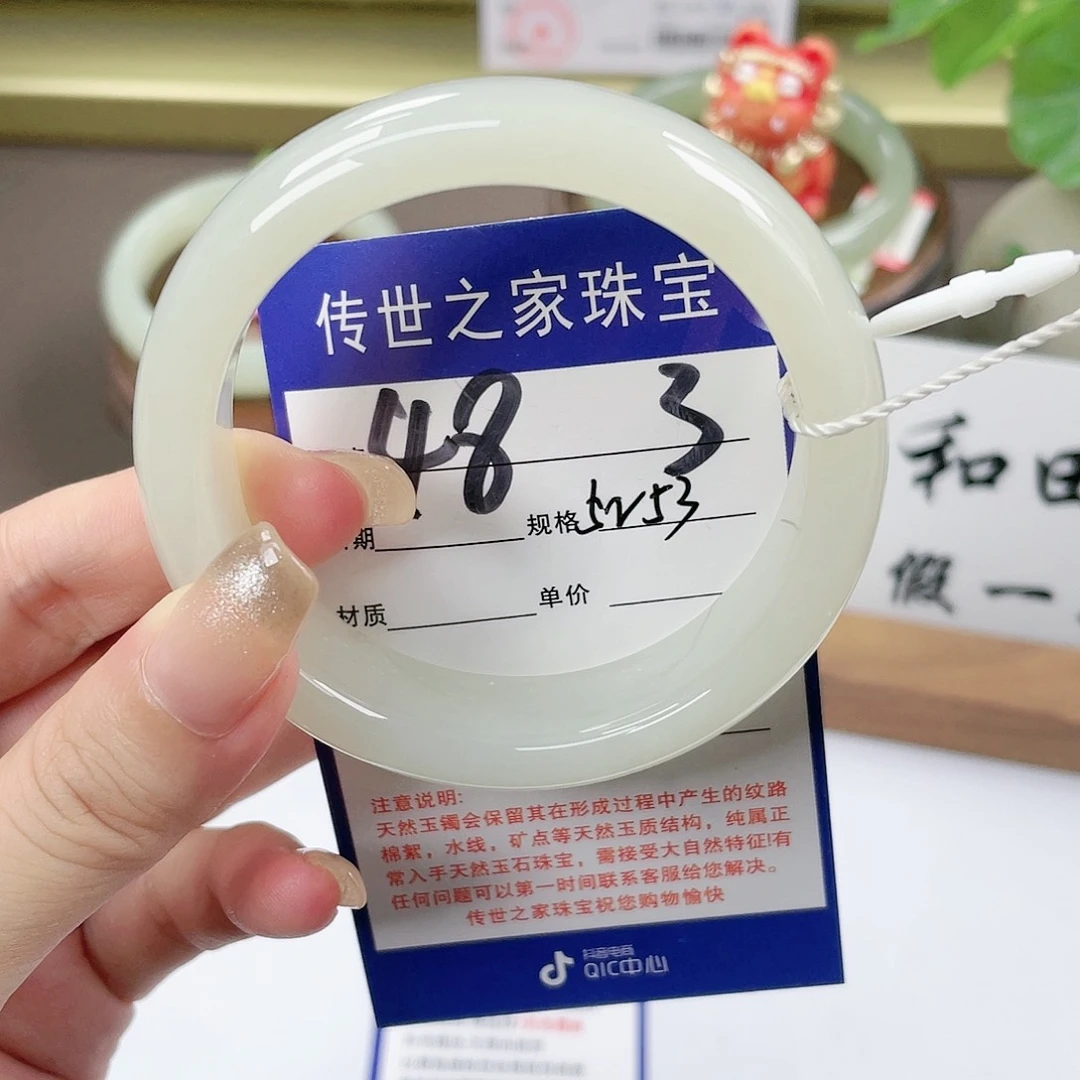 传世之家珠宝
48 3
期 规格 5253
材质 单价
注意说明:
天然玉镯会保留其在形成过程中产生的纹路
棉絮，水线，矿点等天然玉质结构，纯属正
常入手天然玉石珠宝，需接受大自然特征!有
任何问题可以第一时间联系客服给您解决。
传世之家珠宝祝您购物愉快
抖音电商
QIC中心
和田
假一